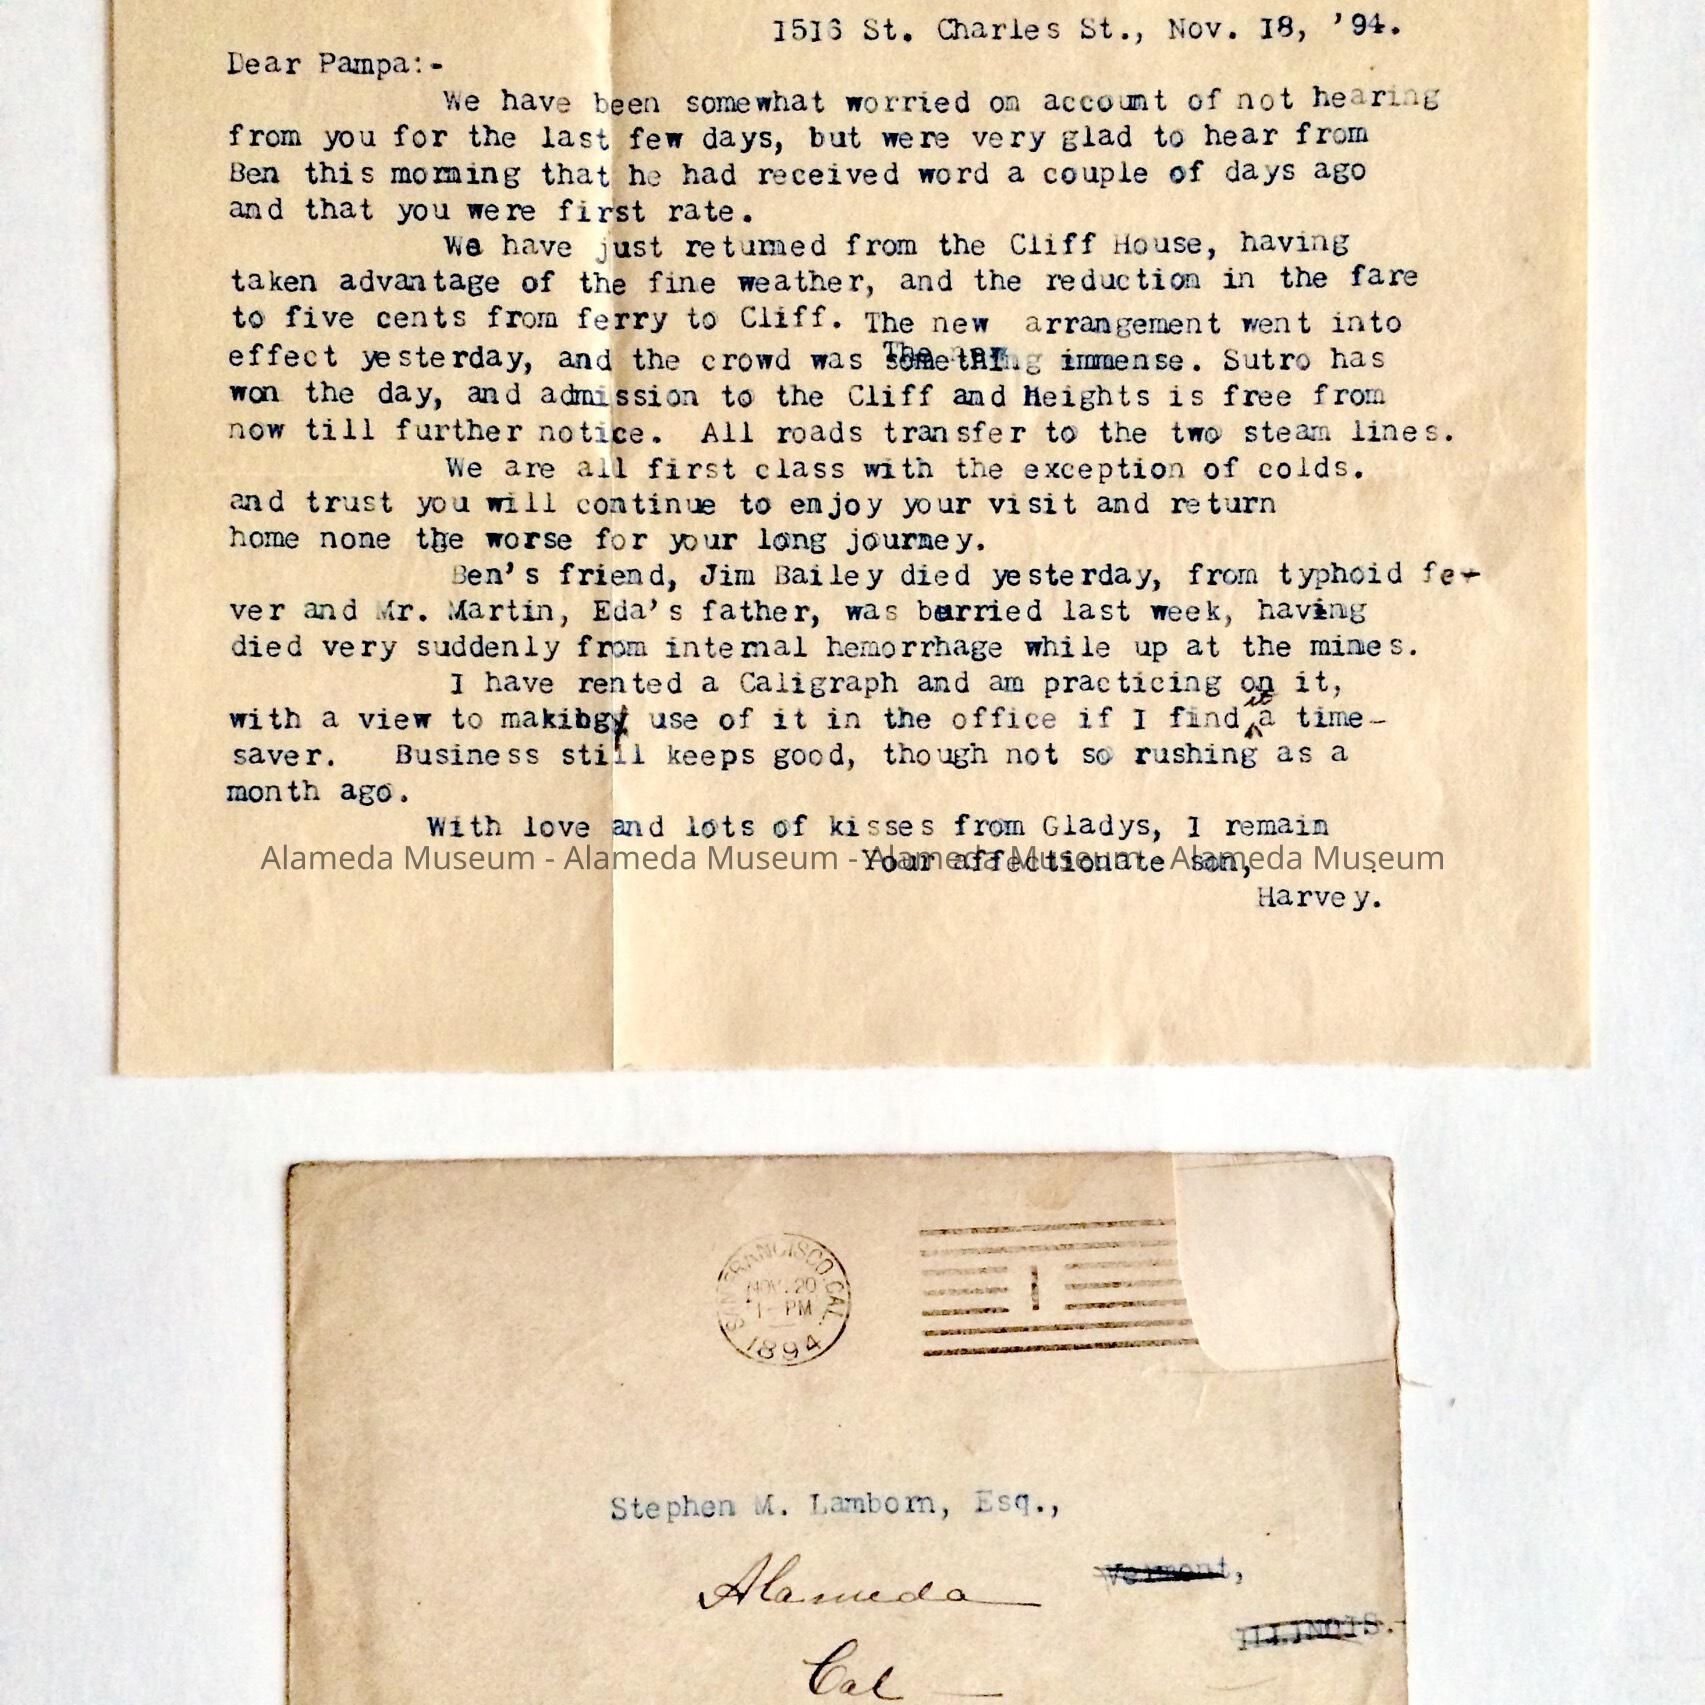 1516 St. Charles St., Nov. 18, '94.
Dear Pampa:-
We have been somewhat worried on account of not hearing
from you for the last few days, but were very glad to hear from
Ben this morning that he had received word a couple of days ago
and that you were first rate.
We have just returned from the Cliff House, having
taken advantage of the fine weather, and the reduction in the fare
to five cents from ferry to Cliff. The new arrangement went into
effect yesterday, and the crowd was something immense. Sutro has
won the day, and admission to the Cliff and Heights is free from
now till further notice. All roads transfer to the two steam lines.
We are all first class with the exception of colds.
and trust you will continue to enjoy your visit and return
home none the worse for your long journey.
Ben's friend, Jim Bailey died yesterday, from typhoid fe-
ver and Mr. Martin, Eda's father, was burried last week, having
died very suddenly from internal hemorrhage while up at the mines.
I have rented a Caligraph and am practicing on it,
with a view to making use of it in the office if I find it a time-
saver. Business still keeps good, though not so rushing as a
month ago.
With love and lots of kisses from Gladys, I remain
Your affectionate son,
Harvey.
Alameda Museum - Alameda Museum - Alameda Museum - Alameda Museum
SAN FRANCISCO, CAL.
NOV. 20
1 - PM
1894
1
Stephen M. Lamborn, Esq.,
Vermont,
ILLINOIS.
Alameda
Cal